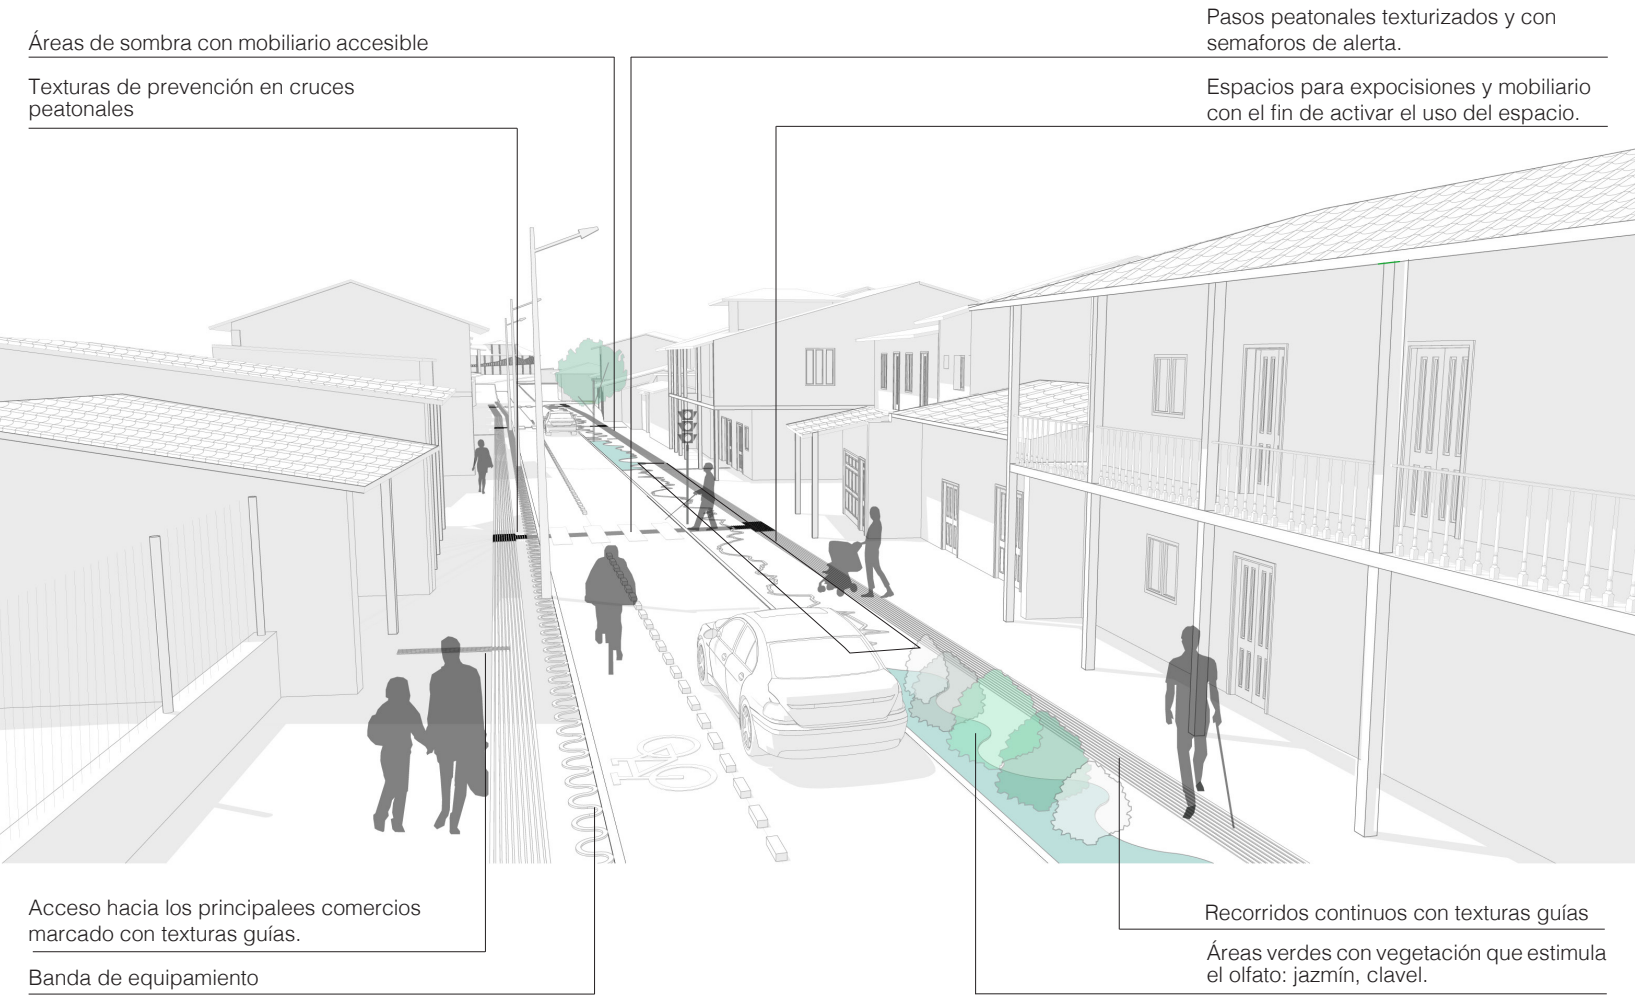 Áreas de sombra con mobiliario accesible
Texturas de prevención en cruces
peatonales
Pasos peatonales texturizados y con
semaforos de alerta.
Espacios para expocisiones y mobiliario
con el fin de activar el uso del espacio.
Acceso hacia los principalees comercios
marcado con texturas guías.
Banda de equipamiento
Recorridos continuos con texturas guías
Áreas verdes con vegetación que estimula
el olfato: jazmín, clavel.